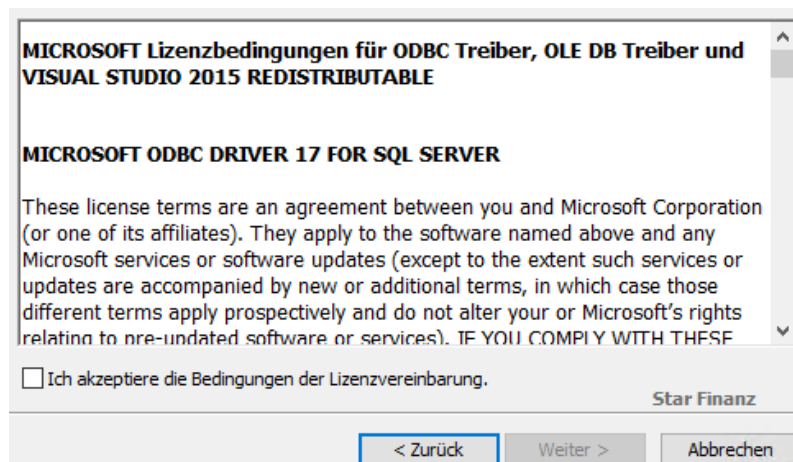 MICROSOFT Lizenzbedingungen für ODBC Treiber, OLE DB Treiber und
VISUAL STUDIO 2015 REDISTRIBUTABLE
MICROSOFT ODBC DRIVER 17 FOR SQL SERVER
These license terms are an agreement between you and Microsoft Corporation
(or one of its affiliates). They apply to the software named above and any
Microsoft services or software updates (except to the extent such services or
updates are accompanied by new or additional terms, in which case those
different terms apply prospectively and do not alter your or Microsoft’s rights
relating to pre-updated software or services). IF YOU COMPLY WITH THESE
Ich akzeptiere die Bedingungen der Lizenzvereinbarung.
Star Finanz
< Zurück Weiter > Abbrechen